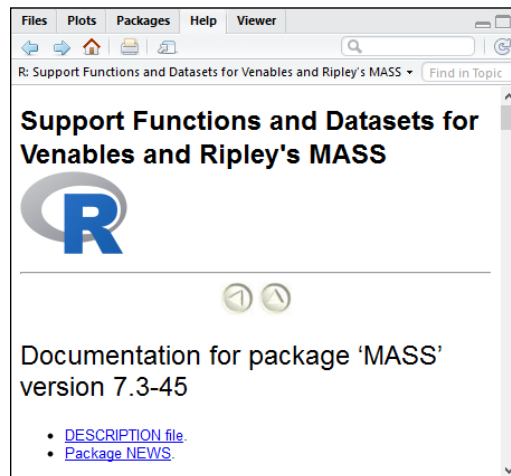 Files Plots Packages Help Viewer
R: Support Functions and Datasets for Venables and Ripley's MASS Find in Topic
Support Functions and Datasets for
Venables and Ripley's MASS
R
Documentation for package ‘MASS’
version 7.3-45
DESCRIPTION file.
Package NEWS.